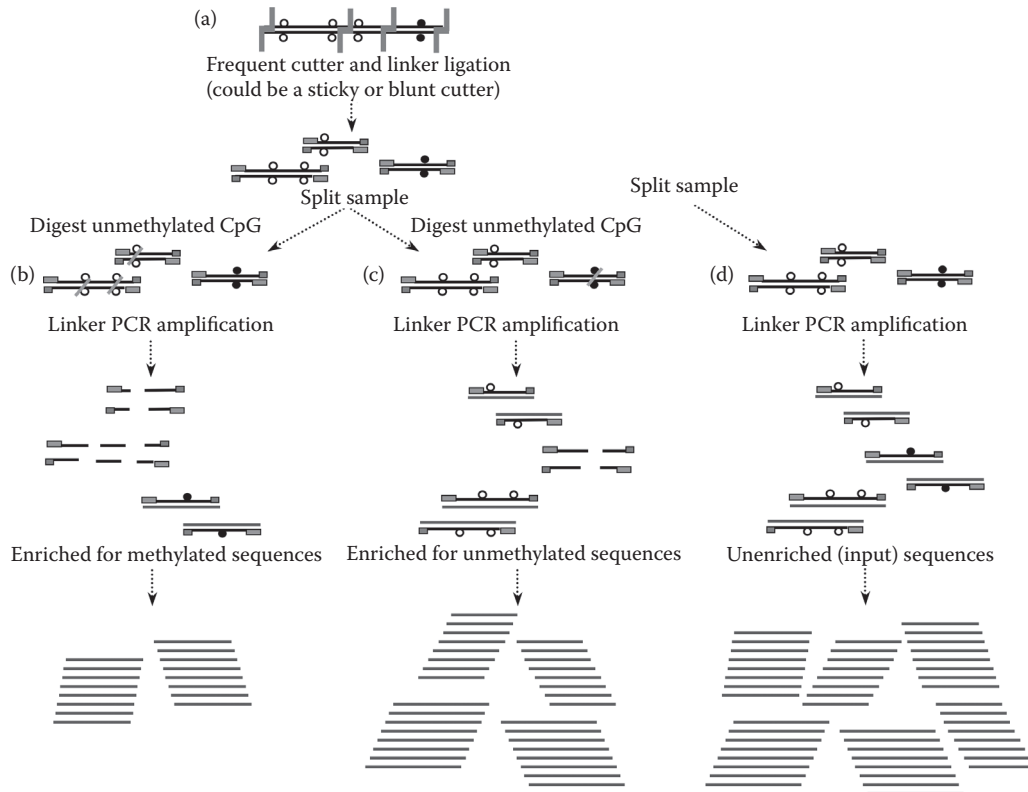 (a)
Frequent cutter and linker ligation
(could be a sticky or blunt cutter)
Split sample
Split sample
Digest unmethylated CpG
Digest unmethylated CpG
(b)
(c)
(d)
Linker PCR amplification
Linker PCR amplification
Linker PCR amplification
Enriched for methylated sequences
Enriched for unmethylated sequences
Unenriched (input) sequences